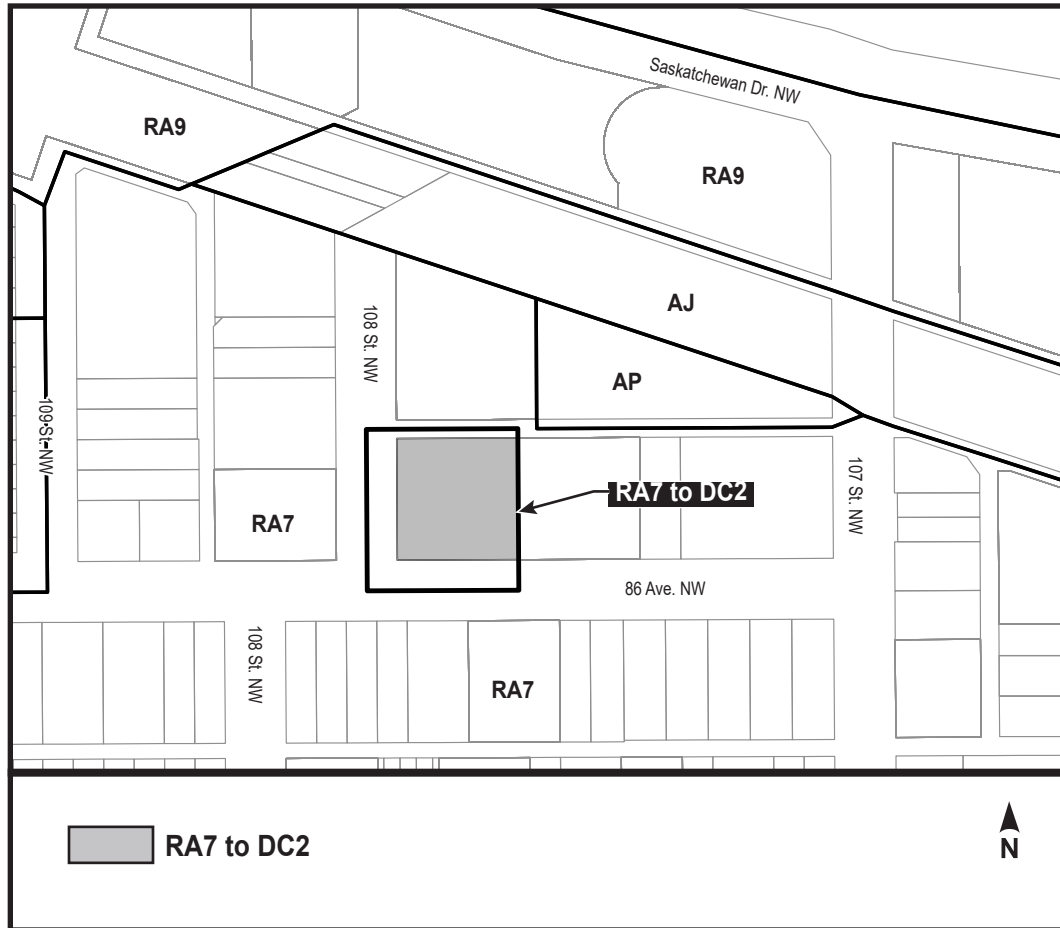 Saskatchewan Dr. NW
RA9
RA9
AJ
108 St. NW
AP
109 St. NW
RA7 to DC2
107 St. NW
RA7
86 Ave. NW
108 St. NW
RA7
RA7 to DC2
N